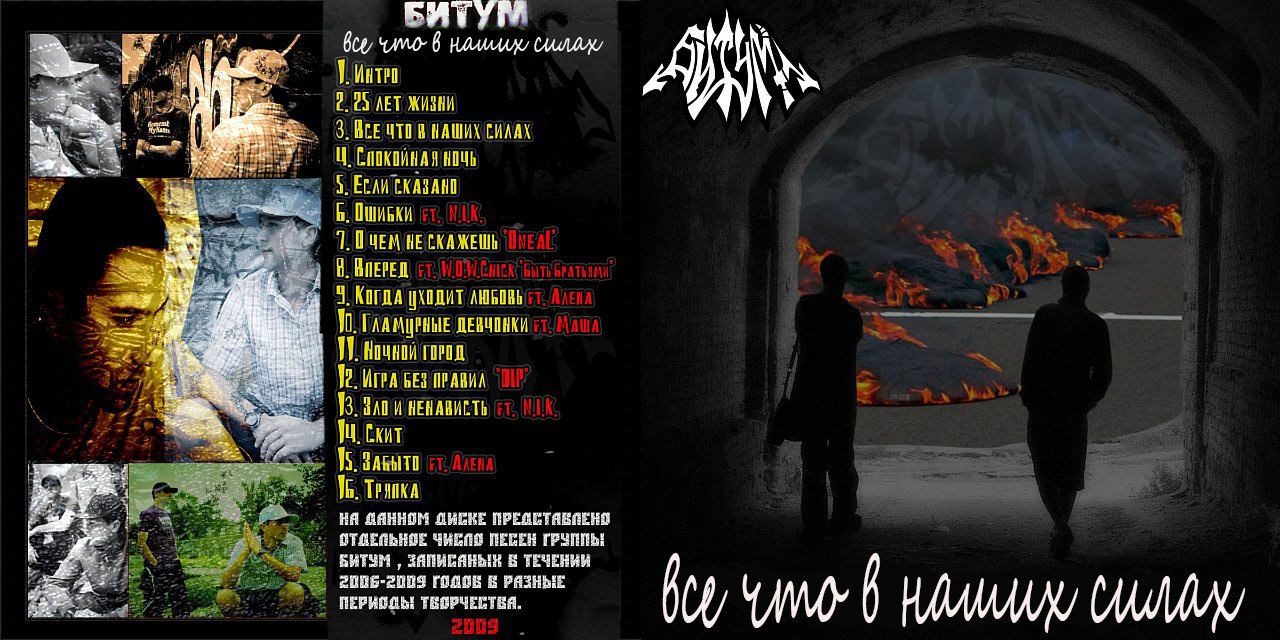 БИТУМ
все что в наших силах
1. Интро
2. 25 лет жизни
3. Все что в наших силах
4. Спокойная ночь
5. Если сказано
6. Ошибки ft. N.I.K.
7. О чем не скажешь "OneaL"
8. Вперед ft. W.O.W.Chick "Быть Братьями"
9. Когда уходит любовь ft. Алена
10. Гламурные девчонки ft. Маша
11. Ночной город
12. Игра без правил "DIP"
13. Зло и ненависть ft. N.I.K.
14. Скит
15. Забыто ft. Алена
16. Тряпка
НА ДАННОМ ДИСКЕ ПРЕДСТАВЛЕНО
ОТДЕЛЬНОЕ ЧИСЛО ПЕСЕН ГРУППЫ
БИТУМ , ЗАПИСАНЫХ В ТЕЧЕНИИ
2006-2009 ГОДОВ В РАЗНЫЕ
ПЕРИОДЫ ТВОРЧЕСТВА.
2009
БИТУМ
все что в наших силах